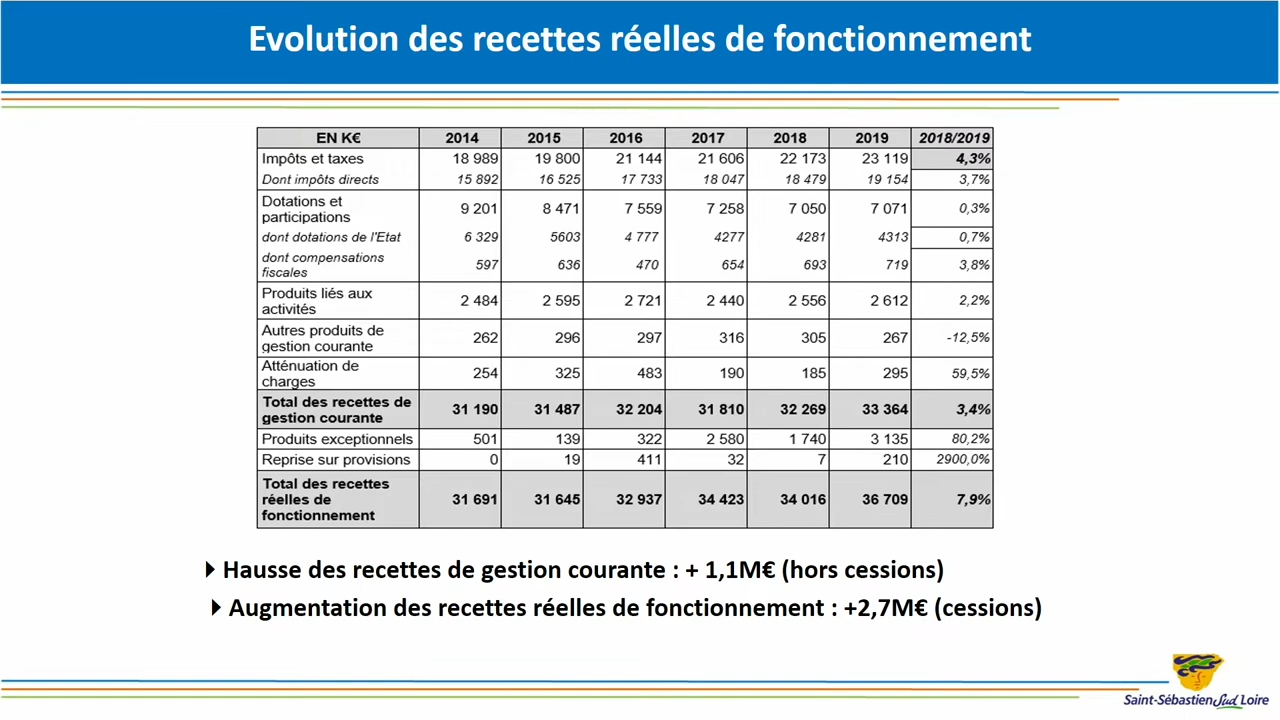 Evolution des recettes réelles de fonctionnement
EN K€ 2014 2015 2016 2017 2018 2019 2018/2019
Impôts et taxes 18 989 19 800 21 144 21 606 22 173 23 119 4,3%
Dont impôts directs 15 892 16 525 17 733 18 047 18 479 19 154 3,7%
Dotations et
participations 9 201 8 471 7 559 7 258 7 050 7 071 0,3%
dont dotations de l'Etat 6 329 5603 4 777 4277 4281 4313 0,7%
dont compensations
fiscales 597 636 470 654 693 719 3,8%
Produits liés aux
activités 2 484 2 595 2 721 2 440 2 556 2 612 2,2%
Autres produits de
gestion courante 262 296 297 316 305 267 -12,5%
Atténuation de
charges 254 325 483 190 185 295 59,5%
Total des recettes de
gestion courante 31 190 31 487 32 204 31 810 32 269 33 364 3,4%
Produits exceptionnels 501 139 322 2 580 1 740 3 135 80,2%
Reprise sur provisions 0 19 411 32 7 210 2900,0%
Total des recettes
réelles de
fonctionnement 31 691 31 645 32 937 34 423 34 016 36 709 7,9%
Hausse des recettes de gestion courante : + 1,1M€ (hors cessions)
Augmentation des recettes réelles de fonctionnement : +2,7M€ (cessions)
Saint-Sébastien Sud Loire